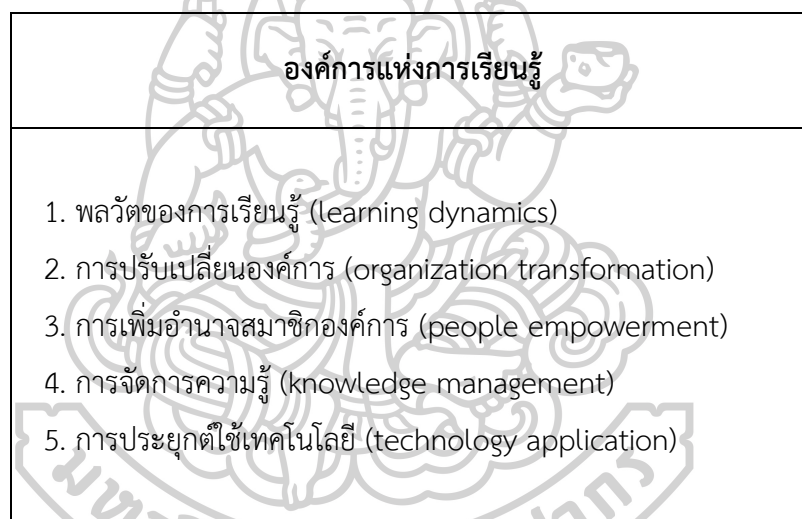 องค์การแห่งการเรียนรู้
1. พลวัตของการเรียนรู้ (learning dynamics)
2. การปรับเปลี่ยนองค์การ (organization transformation)
3. การเพิ่มอำนาจสมาชิกองค์การ (people empowerment)
4. การจัดการความรู้ (knowledge management)
5. การประยุกต์ใช้เทคโนโลยี (technology application)